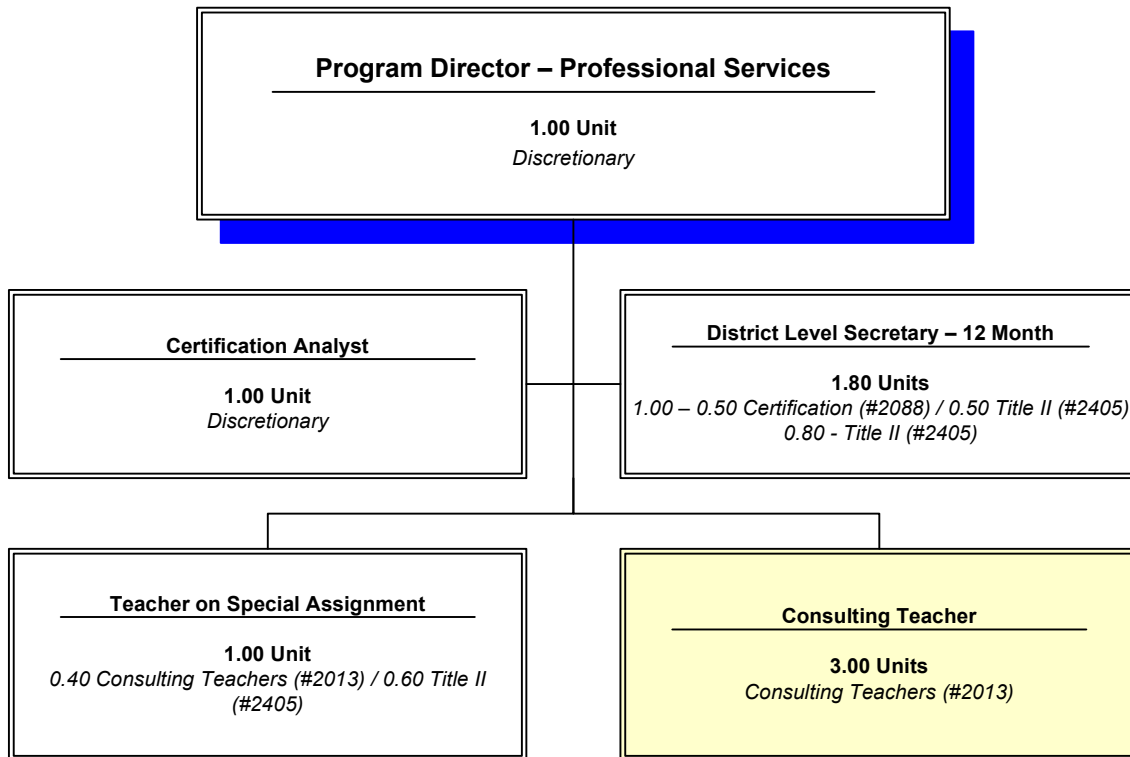 Program Director – Professional Services
1.00 Unit
Discretionary
Certification Analyst
1.00 Unit
Discretionary
District Level Secretary – 12 Month
1.80 Units
1.00 – 0.50 Certification (#2088) / 0.50 Title II (#2405)
0.80 - Title II (#2405)
Teacher on Special Assignment
1.00 Unit
0.40 Consulting Teachers (#2013) / 0.60 Title II
(#2405)
Consulting Teacher
3.00 Units
Consulting Teachers (#2013)